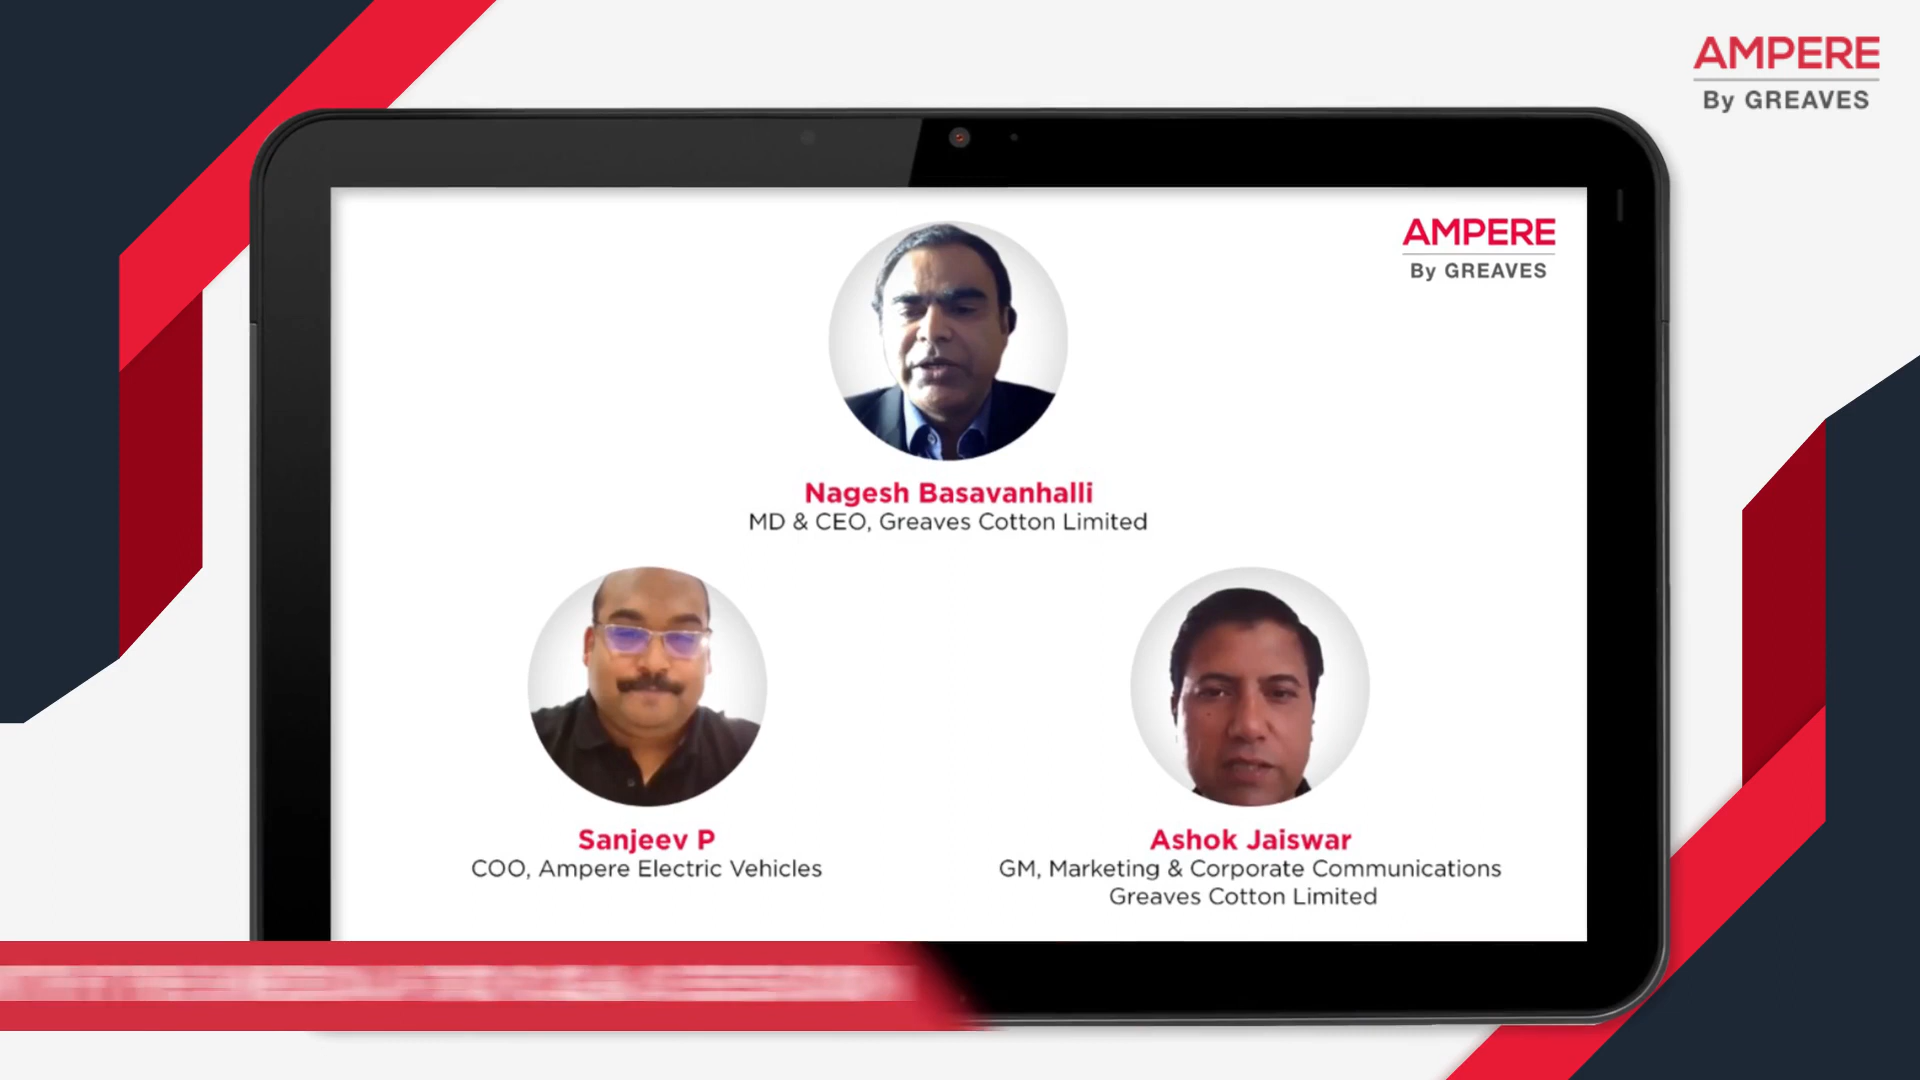 AMPERE
By GREAVES
AMPERE
By GREAVES
Nagesh Basavanhalli
MD & CEO, Greaves Cotton Limited
Sanjeev P
COO, Ampere Electric Vehicles
Ashok Jaiswar
GM, Marketing & Corporate Communications
Greaves Cotton Limited